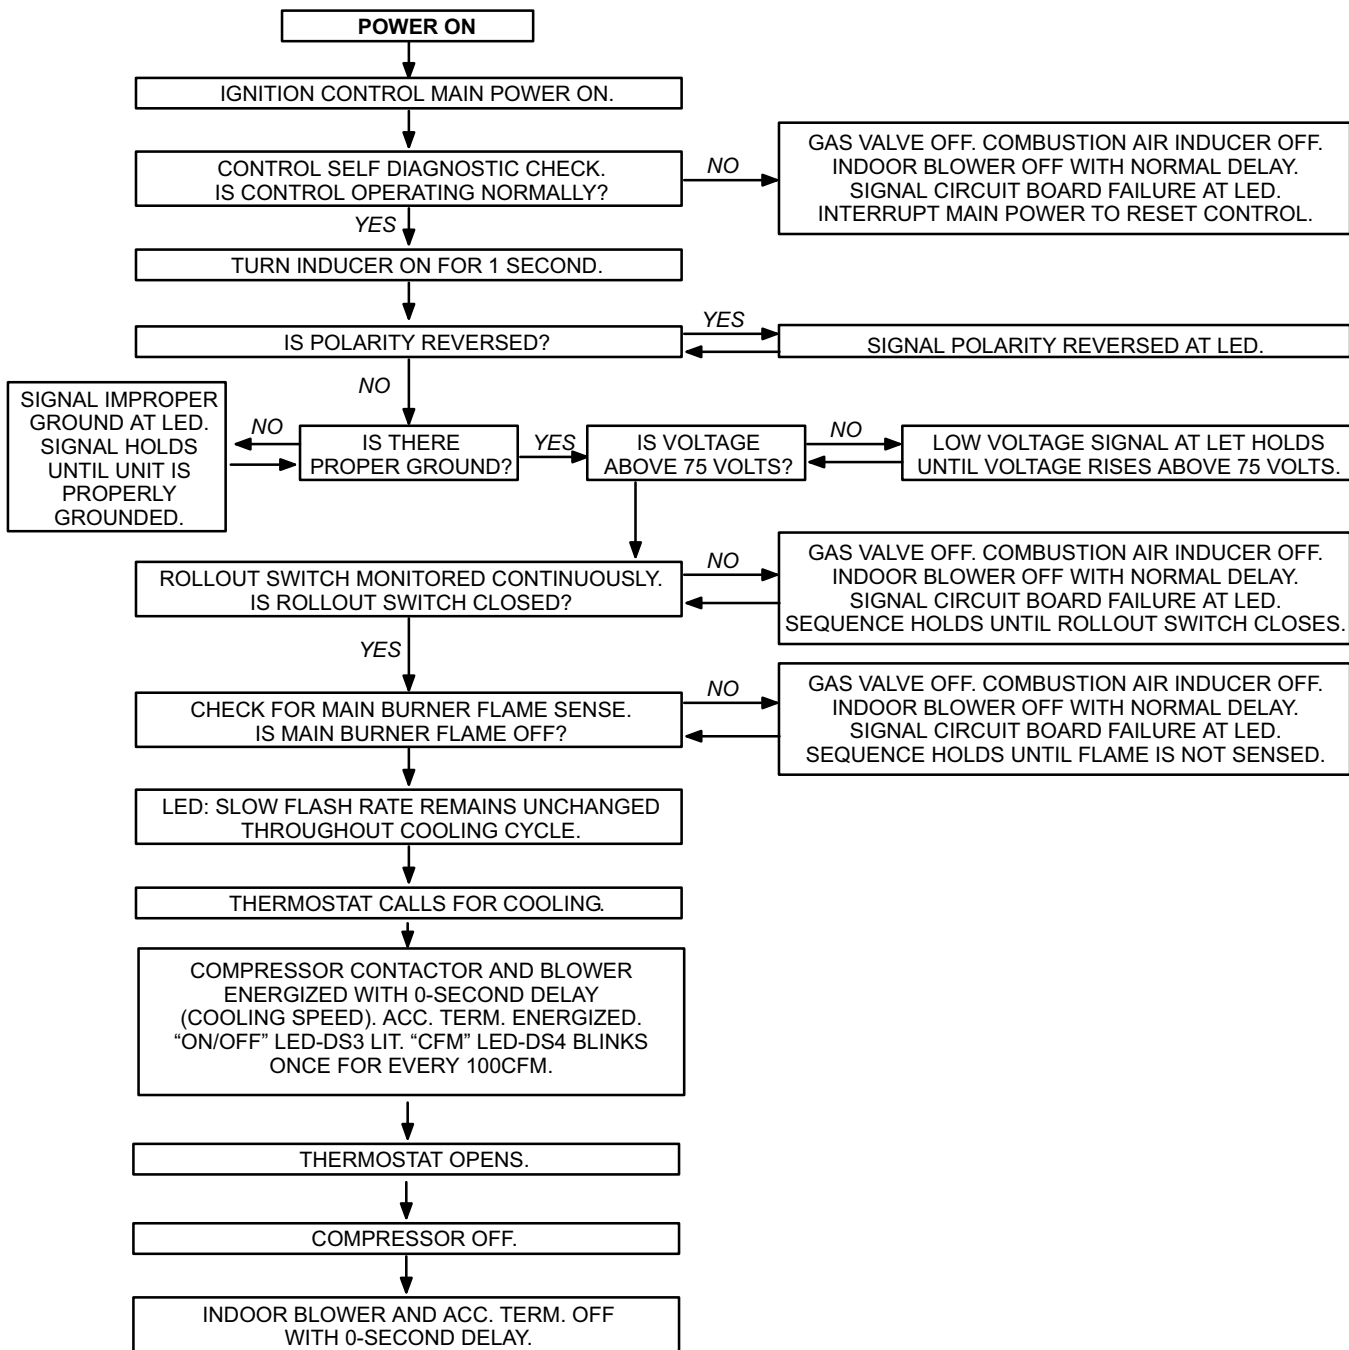 POWER ON
IGNITION CONTROL MAIN POWER ON.
CONTROL SELF DIAGNOSTIC CHECK.
IS CONTROL OPERATING NORMALLY?
NO
GAS VALVE OFF. COMBUSTION AIR INDUCER OFF.
INDOOR BLOWER OFF WITH NORMAL DELAY.
SIGNAL CIRCUIT BOARD FAILURE AT LED.
INTERRUPT MAIN POWER TO RESET CONTROL.
YES
TURN INDUCER ON FOR 1 SECOND.
IS POLARITY REVERSED?
YES
SIGNAL POLARITY REVERSED AT LED.
NO
SIGNAL IMPROPER
GROUND AT LED.
SIGNAL HOLDS
UNTIL UNIT IS
PROPERLY
GROUNDED.
NO
IS THERE
PROPER GROUND?
YES
IS VOLTAGE
ABOVE 75 VOLTS?
NO
LOW VOLTAGE SIGNAL AT LET HOLDS
UNTIL VOLTAGE RISES ABOVE 75 VOLTS.
ROLLOUT SWITCH MONITORED CONTINUOUSLY.
IS ROLLOUT SWITCH CLOSED?
NO
GAS VALVE OFF. COMBUSTION AIR INDUCER OFF.
INDOOR BLOWER OFF WITH NORMAL DELAY.
SIGNAL CIRCUIT BOARD FAILURE AT LED.
SEQUENCE HOLDS UNTIL ROLLOUT SWITCH CLOSES.
YES
CHECK FOR MAIN BURNER FLAME SENSE.
IS MAIN BURNER FLAME OFF?
NO
GAS VALVE OFF. COMBUSTION AIR INDUCER OFF.
INDOOR BLOWER OFF WITH NORMAL DELAY.
SIGNAL CIRCUIT BOARD FAILURE AT LED.
SEQUENCE HOLDS UNTIL FLAME IS NOT SENSED.
LED: SLOW FLASH RATE REMAINS UNCHANGED
THROUGHOUT COOLING CYCLE.
THERMOSTAT CALLS FOR COOLING.
COMPRESSOR CONTACTOR AND BLOWER
ENERGIZED WITH 0-SECOND DELAY
(COOLING SPEED). ACC. TERM. ENERGIZED.
“ON/OFF” LED-DS3 LIT. “CFM” LED-DS4 BLINKS
ONCE FOR EVERY 100CFM.
THERMOSTAT OPENS.
COMPRESSOR OFF.
INDOOR BLOWER AND ACC. TERM. OFF
WITH 0-SECOND DELAY.